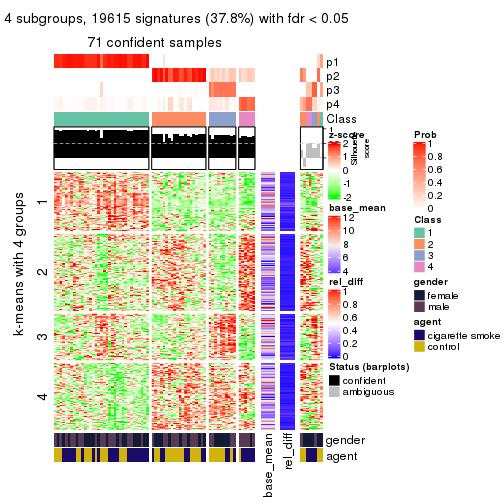 4 subgroups, 19615 signatures (37.8%) with fdr < 0.05
71 confident samples
p1
p2
p3
p4
Class
1
Silhouette
score
k-means with 4 groups
1
2
3
4
gender
agent
base_mean
rel_diff
z-score
2
1
0
-1
-2
base_mean
12
10
8
6
4
rel_diff
1
0.8
0.6
0.4
0.2
0
Status (barplots)
confident
ambiguous
Prob
1
0.8
0.6
0.4
0.2
0
Class
1
2
3
4
gender
female
male
agent
cigarette smoke
control